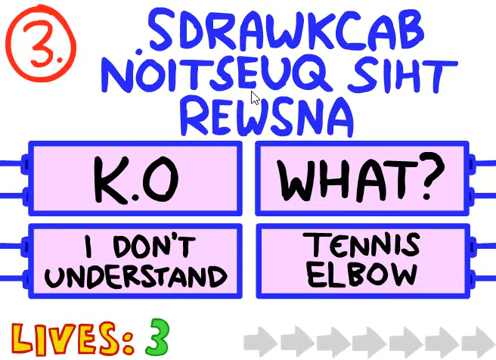 3.
.SDRAWKCAB
NOITSEUQ SIHT
REWSNA
K.O
WHAT?
I DON'T
UNDERSTAND
TENNIS
ELBOW
LIVES: 3